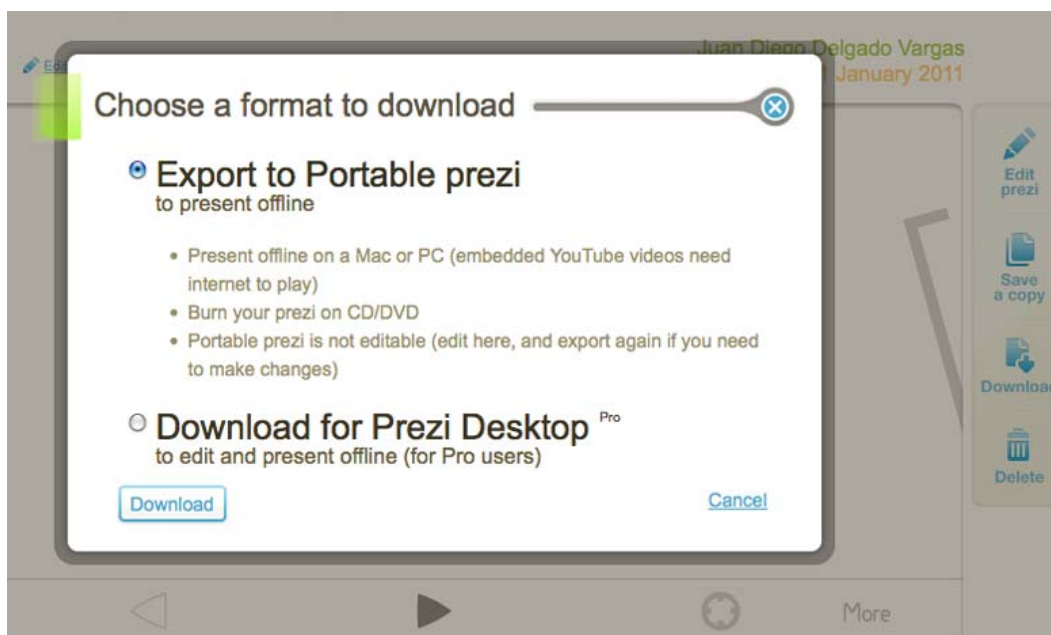 Juan Diego Delgado Vargas
January 2011
Choose a format to download
Export to Portable prezi
to present offline
• Present offline on a Mac or PC (embedded YouTube videos need
internet to play)
• Burn your prezi on CD/DVD
• Portable prezi is not editable (edit here, and export again if you need
to make changes)
Download for Prezi Desktop Pro
to edit and present offline (for Pro users)
Download
Cancel
Edit
prezi
Save
a copy
Download
Delete
More